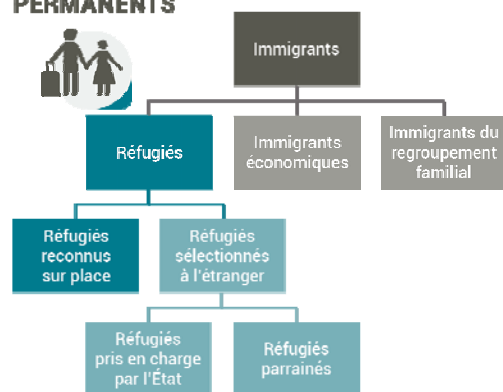 PERMANENTS
Immigrants
Réfugiés
Immigrants
économiques
Immigrants du
regroupement
familial
Réfugiés
reconnus
sur place
Réfugiés
sélectionnés
à l'étranger
Réfugiés
pris en charge
par l'État
Réfugiés
parrainés